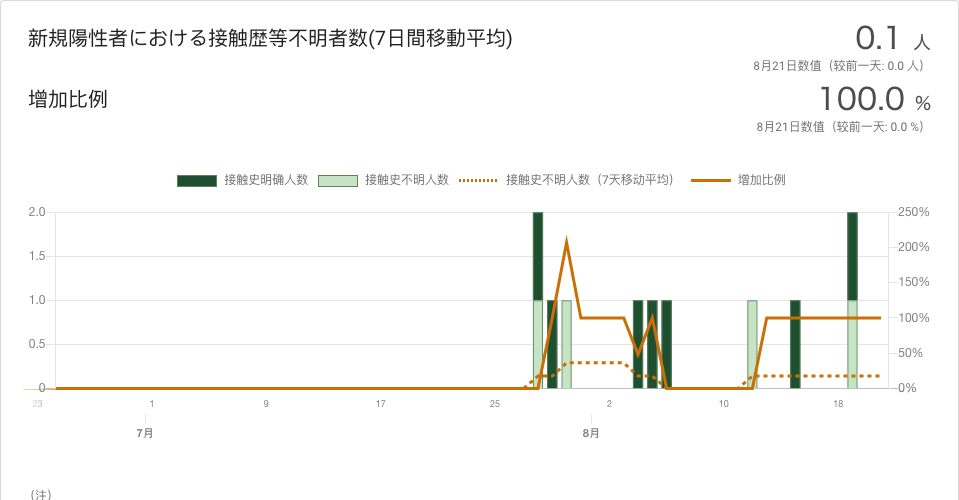 新規陽性者における接触歴等不明者数(7日間移動平均)
0.1 人
8月21日数值（较前一天: 0.0 人）
増加比例
100.0 %
8月21日数值（较前一天: 0.0 %）
接触史明确人数 接触史不明人数 接触史不明人数（7天移动平均） 增加比例
2.0 250%
200%
1.5
150%
1.0 100%
0.5
50%
0 0%
23 1 9 17 25 2 10 18
7月 8月
（注）